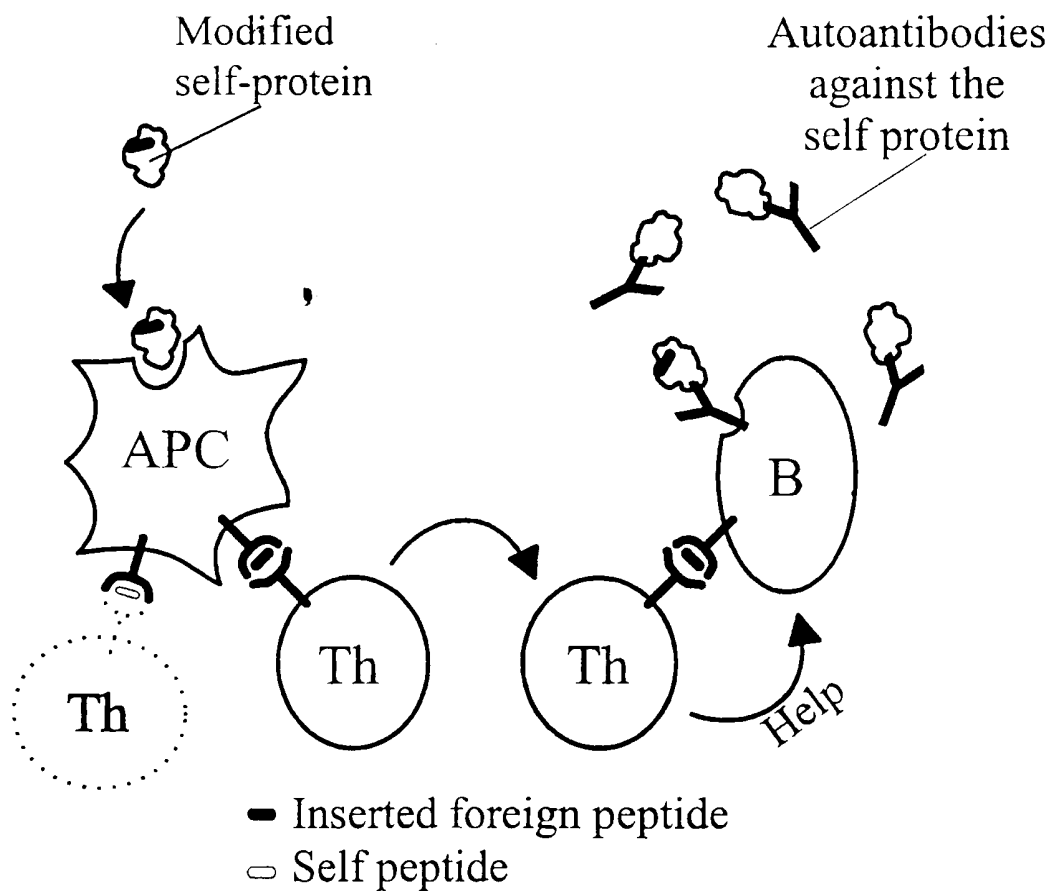 Modified
self-protein
Autoantibodies
against the
self protein
APC
B
Th
Th
Th
Help
Inserted foreign peptide
Self peptide